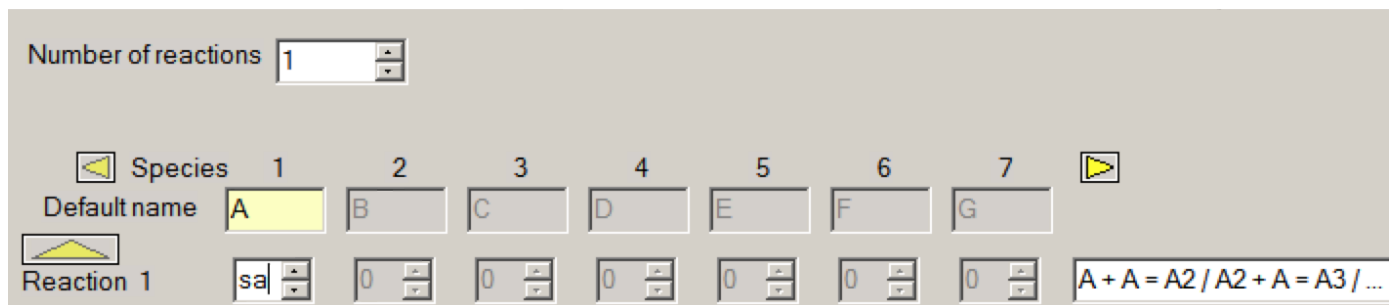 Number of reactions 1
Species 1 2 3 4 5 6 7
Default name A B C D E F G
Reaction 1 sa 0 0 0 0 0 0 A + A = A2 / A2 + A = A3 / ...